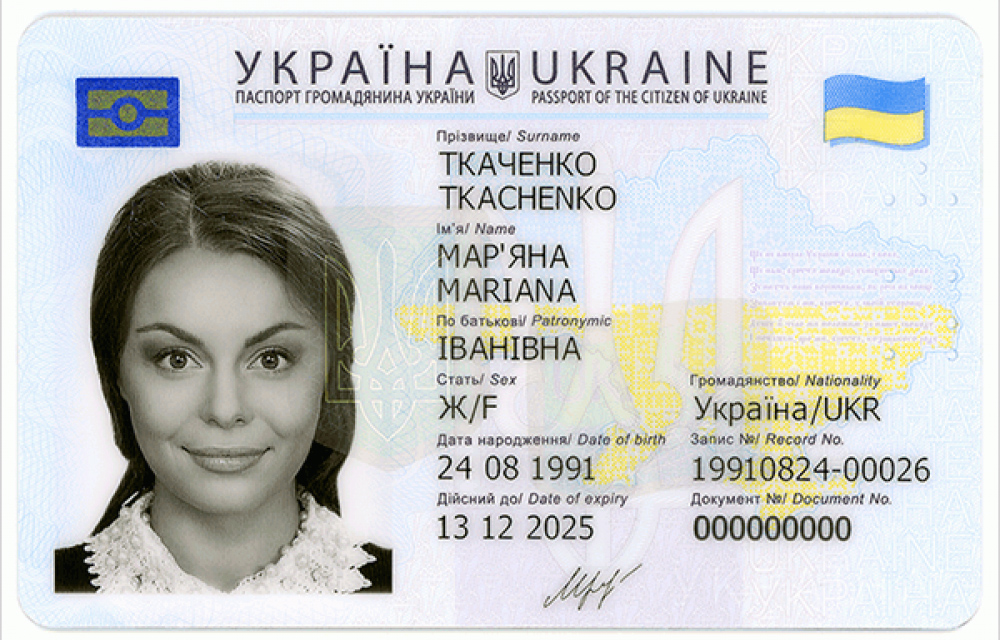 УКРАЇНА UKRAINE
ПАСПОРТ ГРОМАДЯНИНА УКРАЇНИ PASSPORT OF THE CITIZEN OF UKRAINE
Прізвище/ Surname
ТКАЧЕНКО
TKACHENKO
Ім'я/ Name
МАР'ЯНА
MARIANA
По батькові/ Patronymic
ІВАНІВНА
Стать/ Sex
Ж/F
Громадянство/ Nationality
Україна/UKR
Дата народження/ Date of birth
24 08 1991
Запис №/ Record No.
19910824-00026
Дійсний до/ Date of expiry
13 12 2025
Документ №/ Document No.
000000000